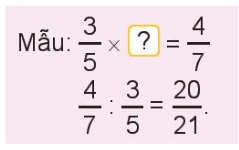 Mẫu: 3/5 × ? = 4/7
4/7 : 3/5 = 20/21.